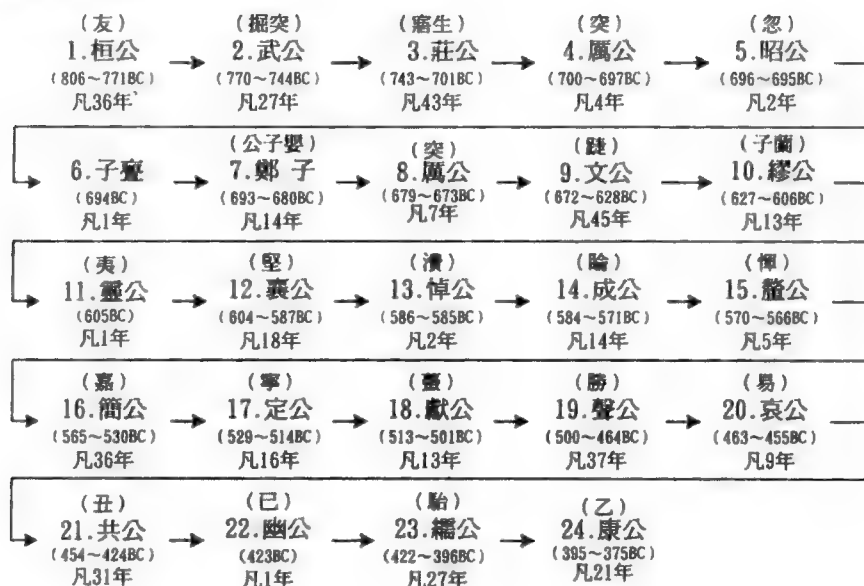 (友) (掘突) (寤生) (突) (忽)
1.桓公 → 2.武公 → 3.莊公 → 4.厲公 → 5.昭公
(806~771BC) (770~744BC) (743~701BC) (700~697BC) (696~695BC)
凡36年 凡27年 凡43年 凡4年 凡2年
(公子嬰) (突) (踕) (子蘭)
6.子亹 → 7.鄭子 → 8.厲公 → 9.文公 → 10.繆公
(694BC) (693~680BC) (679~673BC) (672~628BC) (627~606BC)
凡1年 凡14年 凡7年 凡45年 凡13年
(夷) (堅) (潰) (睔) (惲)
11.靈公 → 12.襄公 → 13.悼公 → 14.成公 → 15.釐公
(605BC) (604~587BC) (586~585BC) (584~571BC) (570~566BC)
凡1年 凡18年 凡2年 凡14年 凡5年
(嘉) (寧) (蠆) (勝) (易)
16.簡公 → 17.定公 → 18.獻公 → 19.聲公 → 20.哀公
(565~530BC) (529~514BC) (513~501BC) (500~464BC) (463~455BC)
凡36年 凡16年 凡13年 凡37年 凡9年
(丑) (已) (駘) (乙)
21.共公 → 22.幽公 → 23.繻公 → 24.康公
(454~424BC) (423BC) (422~396BC) (395~375BC)
凡31年 凡1年 凡27年 凡21年